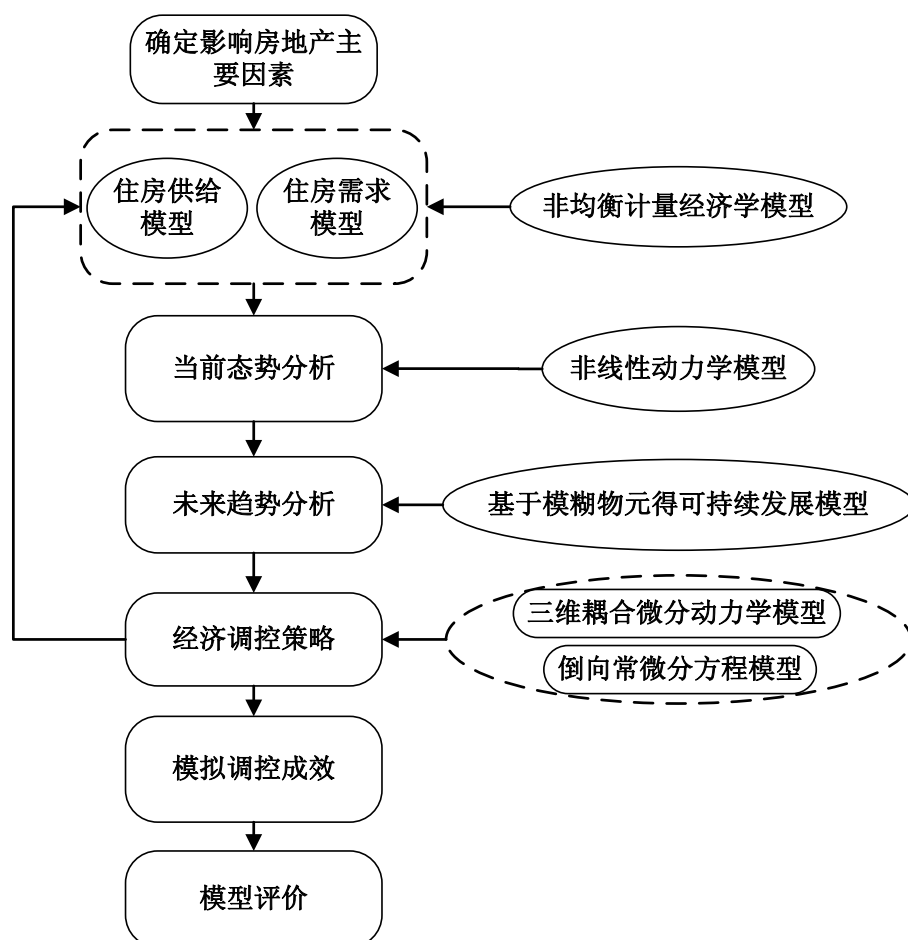 确定影响房地产主
要因素
住房供给
模型
住房需求
模型
非均衡计量经济学模型
当前态势分析
非线性动力学模型
未来趋势分析
基于模糊物元得可持续发展模型
经济调控策略
三维耦合微分动力学模型
倒向常微分方程模型
模拟调控成效
模型评价